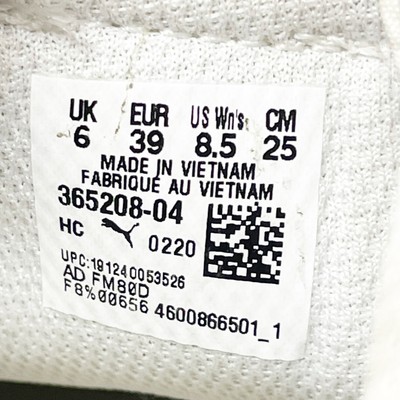 UK EUR US Wn's CM
6 39 8.5 25
MADE IN VIETNAM
FABRIQUÉ AU VIETNAM
365208-04
HC 0220
UPC:191240053526
AD FM80D
F8%00656 4600866501_1